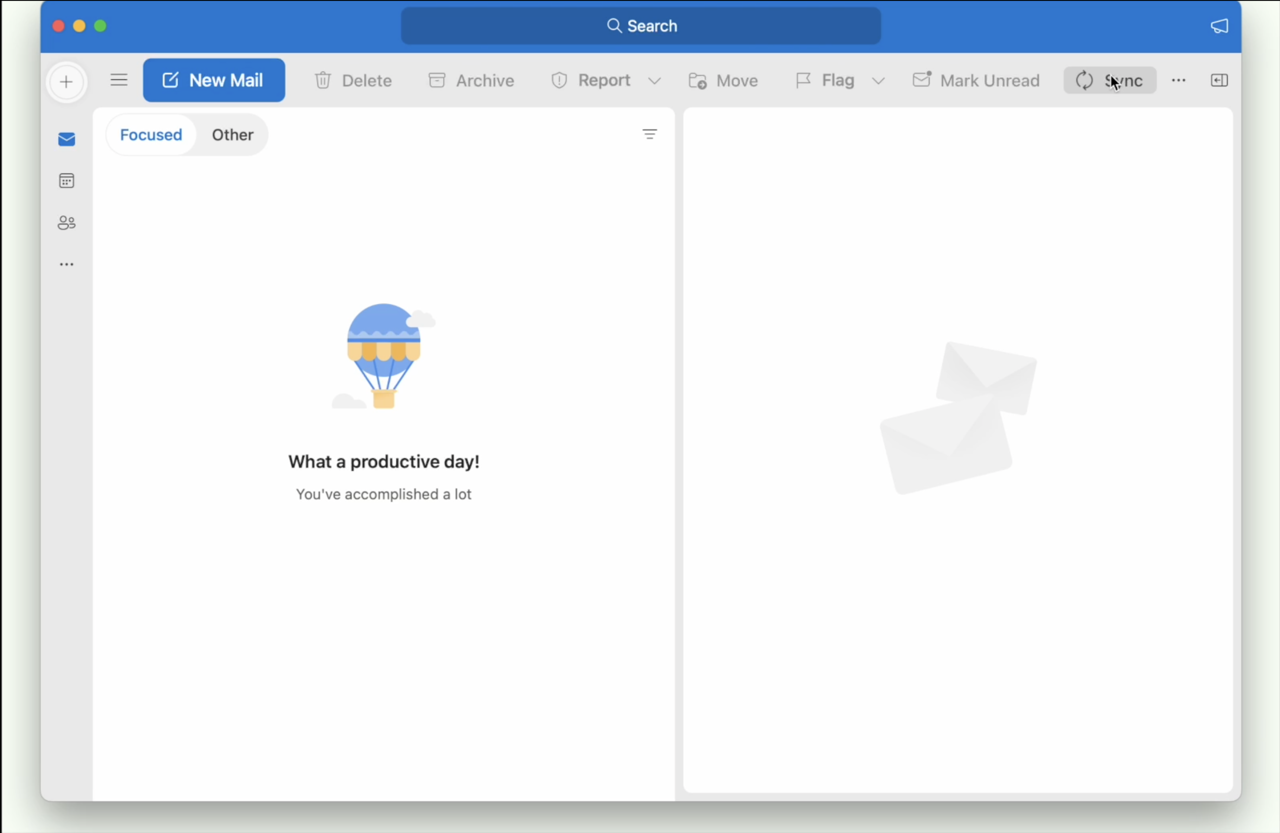 Search
New Mail
Delete
Archive
Report
Move
Flag
Mark Unread
Sync
Focused
Other
What a productive day!
You've accomplished a lot